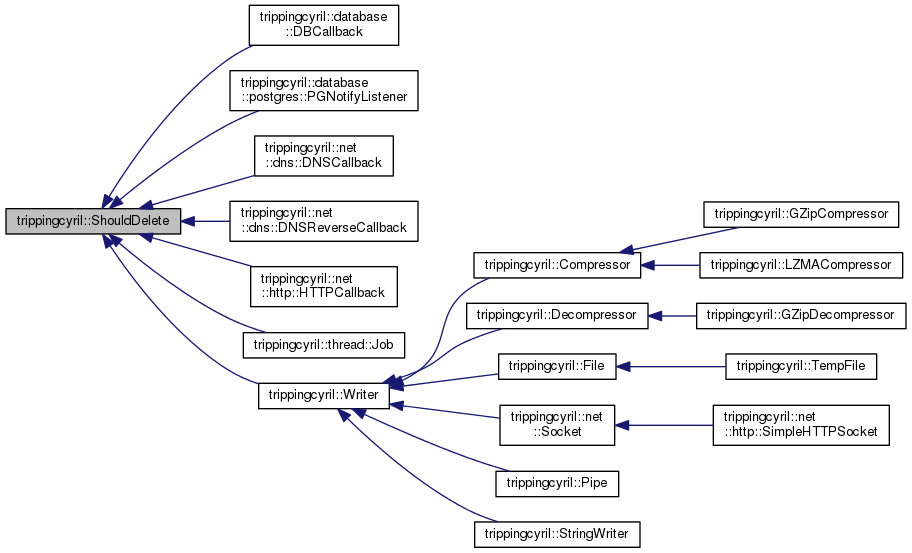 trippingcyril::database
::DBCallback
trippingcyril::database
::postgres::PGNotifyListener
trippingcyril::net
::dns::DNSCallback
trippingcyril::ShouldDelete
trippingcyril::net
::dns::DNSReverseCallback
trippingcyril::net
::http::HTTPCallback
trippingcyril::thread::Job
trippingcyril::Writer
trippingcyril::Compressor
trippingcyril::Decompressor
trippingcyril::File
trippingcyril::net
::Socket
trippingcyril::Pipe
trippingcyril::StringWriter
trippingcyril::GZipCompressor
trippingcyril::LZMACompressor
trippingcyril::GZipDecompressor
trippingcyril::TempFile
trippingcyril::net
::http::SimpleHTTPSocket